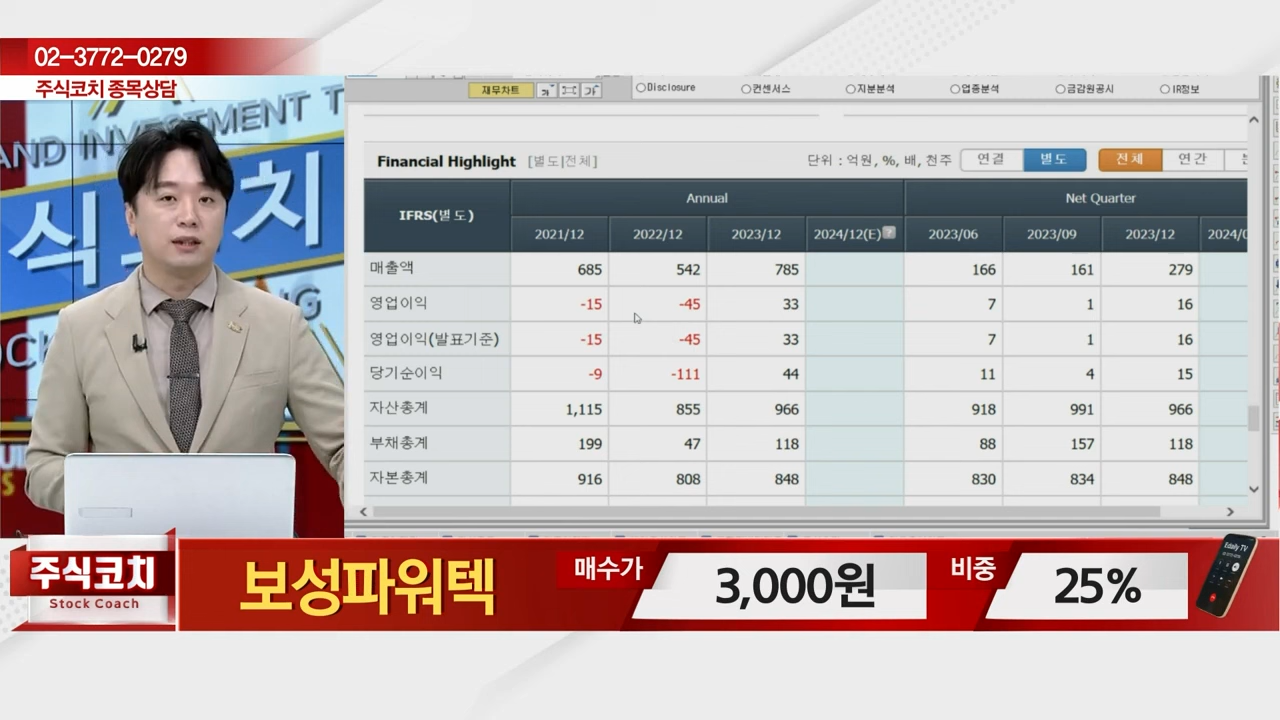 02-3772-0279
주식코치 종목상담
AND INVESTMENT T
식 치
재무차트
Disclosure 컨센서스 지분분석 업종분석 금감원공시 IR정보
Financial Highlight [별도|전체] 단위 : 억원, %, 배, 천주 연결 별도 전체 연간
IFRS(별도) Annual Net Quarter
2021/12 2022/12 2023/12 2024/12(E) ? 2023/06 2023/09 2023/12 2024/0
매출액 685 542 785 166 161 279
영업이익 -15 -45 33 7 1 16
영업이익(발표기준) -15 -45 33 7 1 16
당기순이익 -9 -111 44 11 4 15
자산총계 1,115 855 966 918 991 966
부채총계 199 47 118 88 157 118
자본총계 916 808 848 830 834 848
주식코치
Stock Coach
보성파워텍 매수가 3,000원 비중 25%
Edaily TV